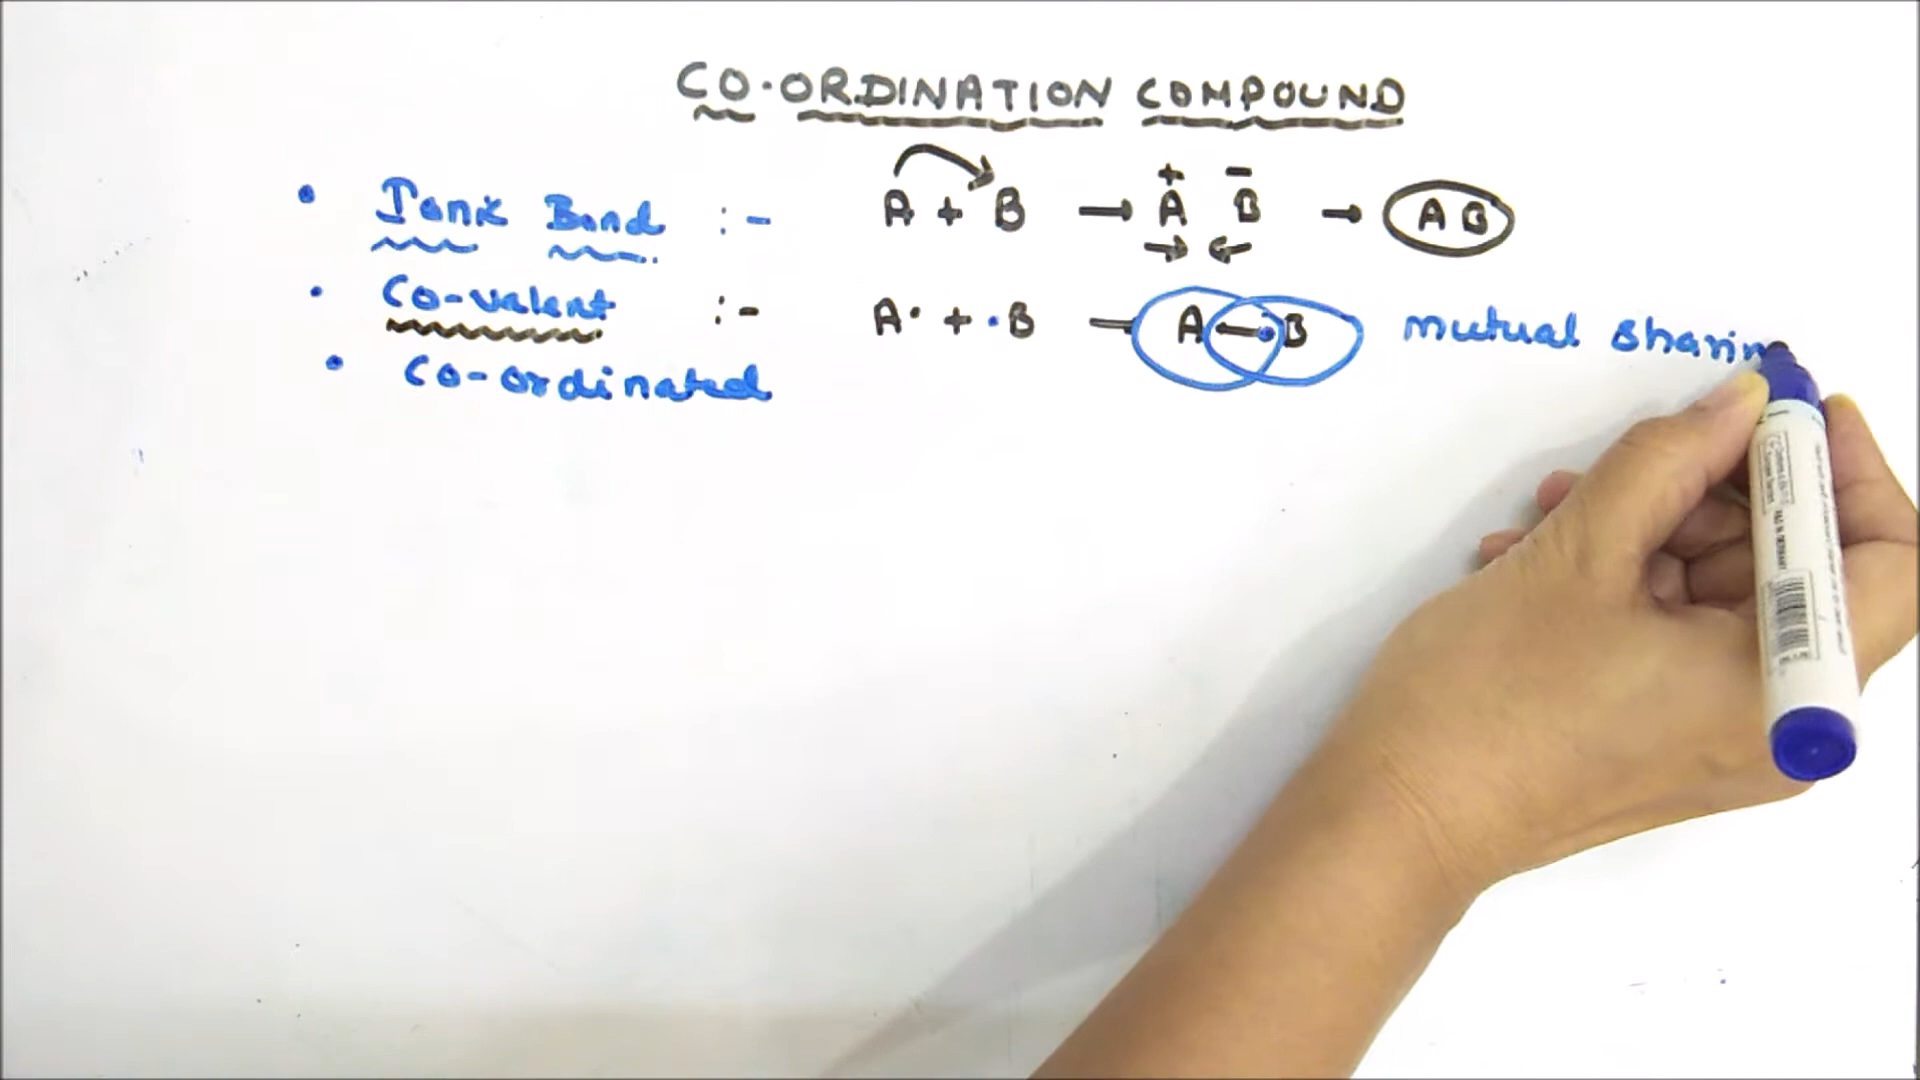 CO-ORDINATION COMPOUND
• Ionic Bond :- A + B → A⁺ B⁻ → AB
• Co-valent :- A• + •B — A B mutual sharin
• Co-ordinated